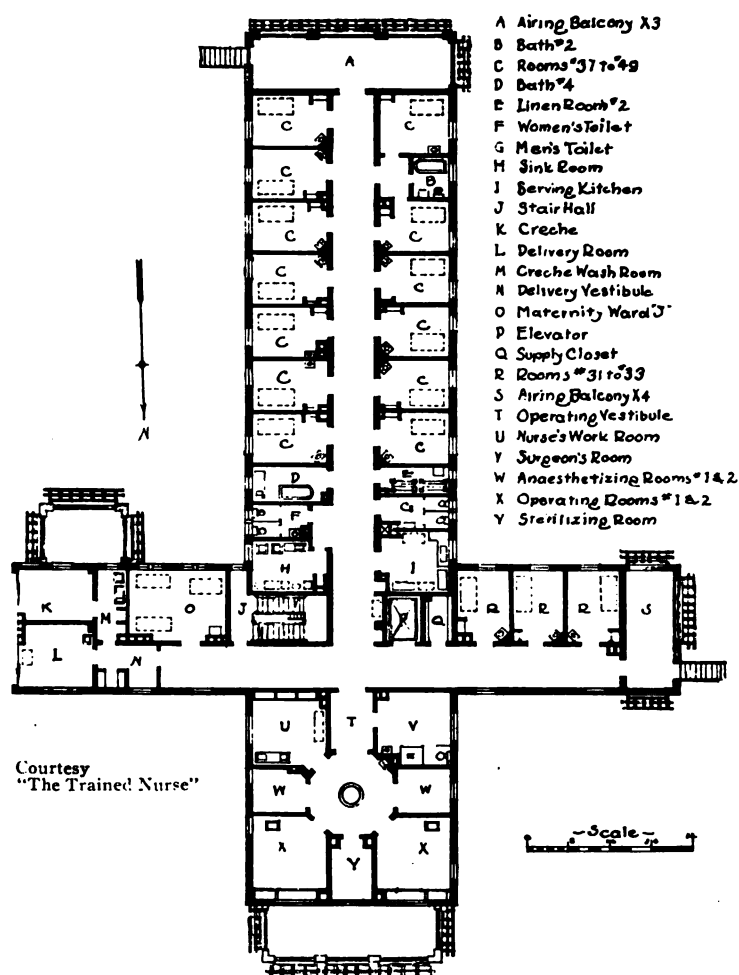 A Airing Balcony X3
B Bath #2
C Rooms #37 to #49
D Bath #4
E Linen Room #2
F Women's Toilet
G Men's Toilet
H Sink Room
I Serving Kitchen
J Stair Hall
K Creche
L Delivery Room
M Creche Wash Room
N Delivery Vestibule
O Maternity Ward "J"
P Elevator
Q Supply Closet
R Rooms #31 to #33
S Airing Balcony X4
T Operating Vestibule
U Nurse's Work Room
V Surgeon's Room
W Anaesthetizing Rooms #1 & 2
X Operating Rooms #1 & 2
Y Sterilizing Room
A
C C
C B
C C
C C
C C
C C
C C
D E
F G
H I
N
K M O J P Q R R R S
L N
U T V
W W
X Y X
Courtesy
"The Trained Nurse"
Scale